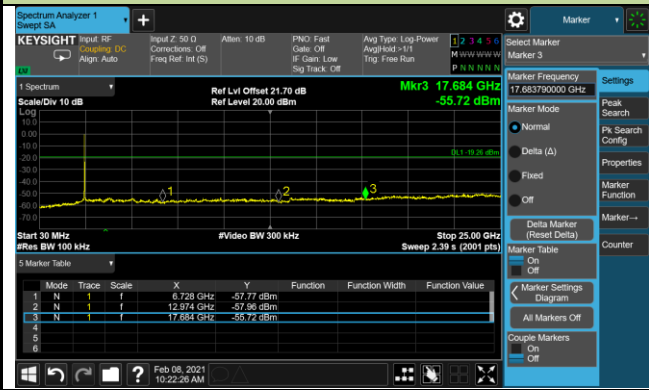 Spectrum Analyzer 1
Swept SA
Marker
KEYSIGHT Input: RF Input Z: 50 Ω Atten: 10 dB PNO: Fast Avg Type: Log-Power 1 2 3 4 5 6
Coupling: DC Corrections: Off Gate: Off Avg|Hold:>1/1 M W W W W W
Align: Auto Freq Ref: Int (S) IF Gain: Low Trig: Free Run
Sig Track: Off P N N N N N
Select Marker
Marker 3
1 Spectrum
Scale/Div 10 dB
Log
Ref Lvl Offset 21.70 dB
Ref Level 20.00 dBm
Mkr3 17.684 GHz
-55.72 dBm
10.0
0.00
-10.0
-20.0
-30.0
-40.0
-50.0
-60.0
-70.0
DL1 -19.26 dBm
1
2
3
Start 30 MHz #Video BW 300 kHz Stop 25.00 GHz
#Res BW 100 kHz Sweep 2.39 s (2001 pts)
5 Marker Table
Mode Trace Scale X Y Function Function Width Function Value
1 N 1 f 6.728 GHz -57.77 dBm
2 N 1 f 12.974 GHz -57.96 dBm
3 N 1 f 17.684 GHz -55.72 dBm
4
5
6
Marker Frequency
17.683790000 GHz
Marker Mode
Normal
Delta (Δ)
Fixed
Off
Delta Marker
(Reset Delta)
Marker Table
On
Off
Marker Settings
Diagram
All Markers Off
Couple Markers
On
Off
Settings
Peak
Search
Pk Search
Config
Properties
Marker
Function
Marker→
Counter
Feb 08, 2021
10:22:26 AM